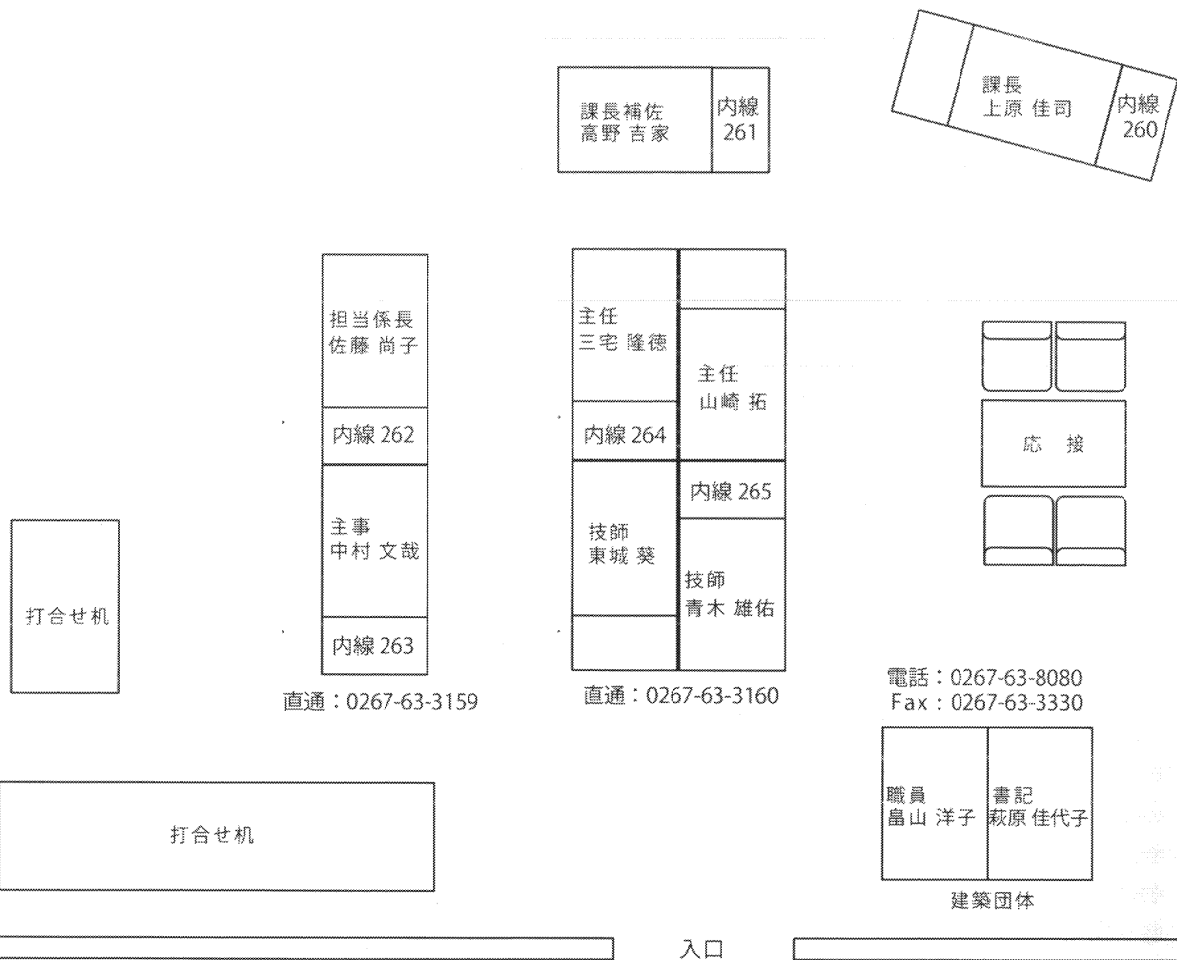 課長
上原 佳司
内線
260
課長補佐
高野 吉家
内線
261
担当係長
佐藤 尚子
内線 262
主事
中村 文哉
内線 263
直通：0267-63-3159
主任
三宅 隆徳
内線 264
技師
東城 葵
主任
山崎 拓
内線 265
技師
青木 雄佑
直通：0267-63-3160
応 接
打合せ机
電話：0267-63-8080
Fax：0267-63-3330
職員
畠山 洋子
書記
萩原 佳代子
建築団体
打合せ机
入口